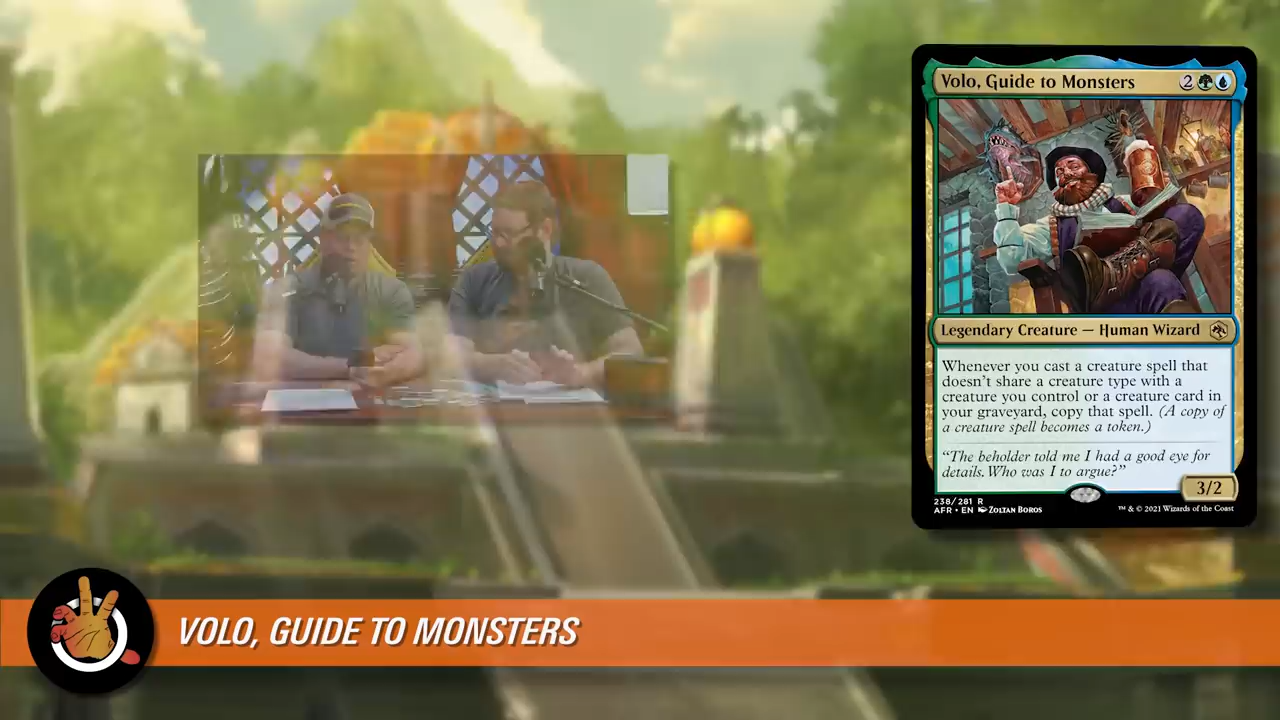 Volo, Guide to Monsters 2
Legendary Creature — Human Wizard
Whenever you cast a creature spell that
doesn't share a creature type with a
creature you control or a creature card in
your graveyard, copy that spell. (A copy of
a creature spell becomes a token.)
“The beholder told me I had a good eye for
details. Who was I to argue?”
3/2
238/281 R
AFR • EN ZOLTAN BOROS
™ & © 2021 Wizards of the Coast
VOLO, GUIDE TO MONSTERS